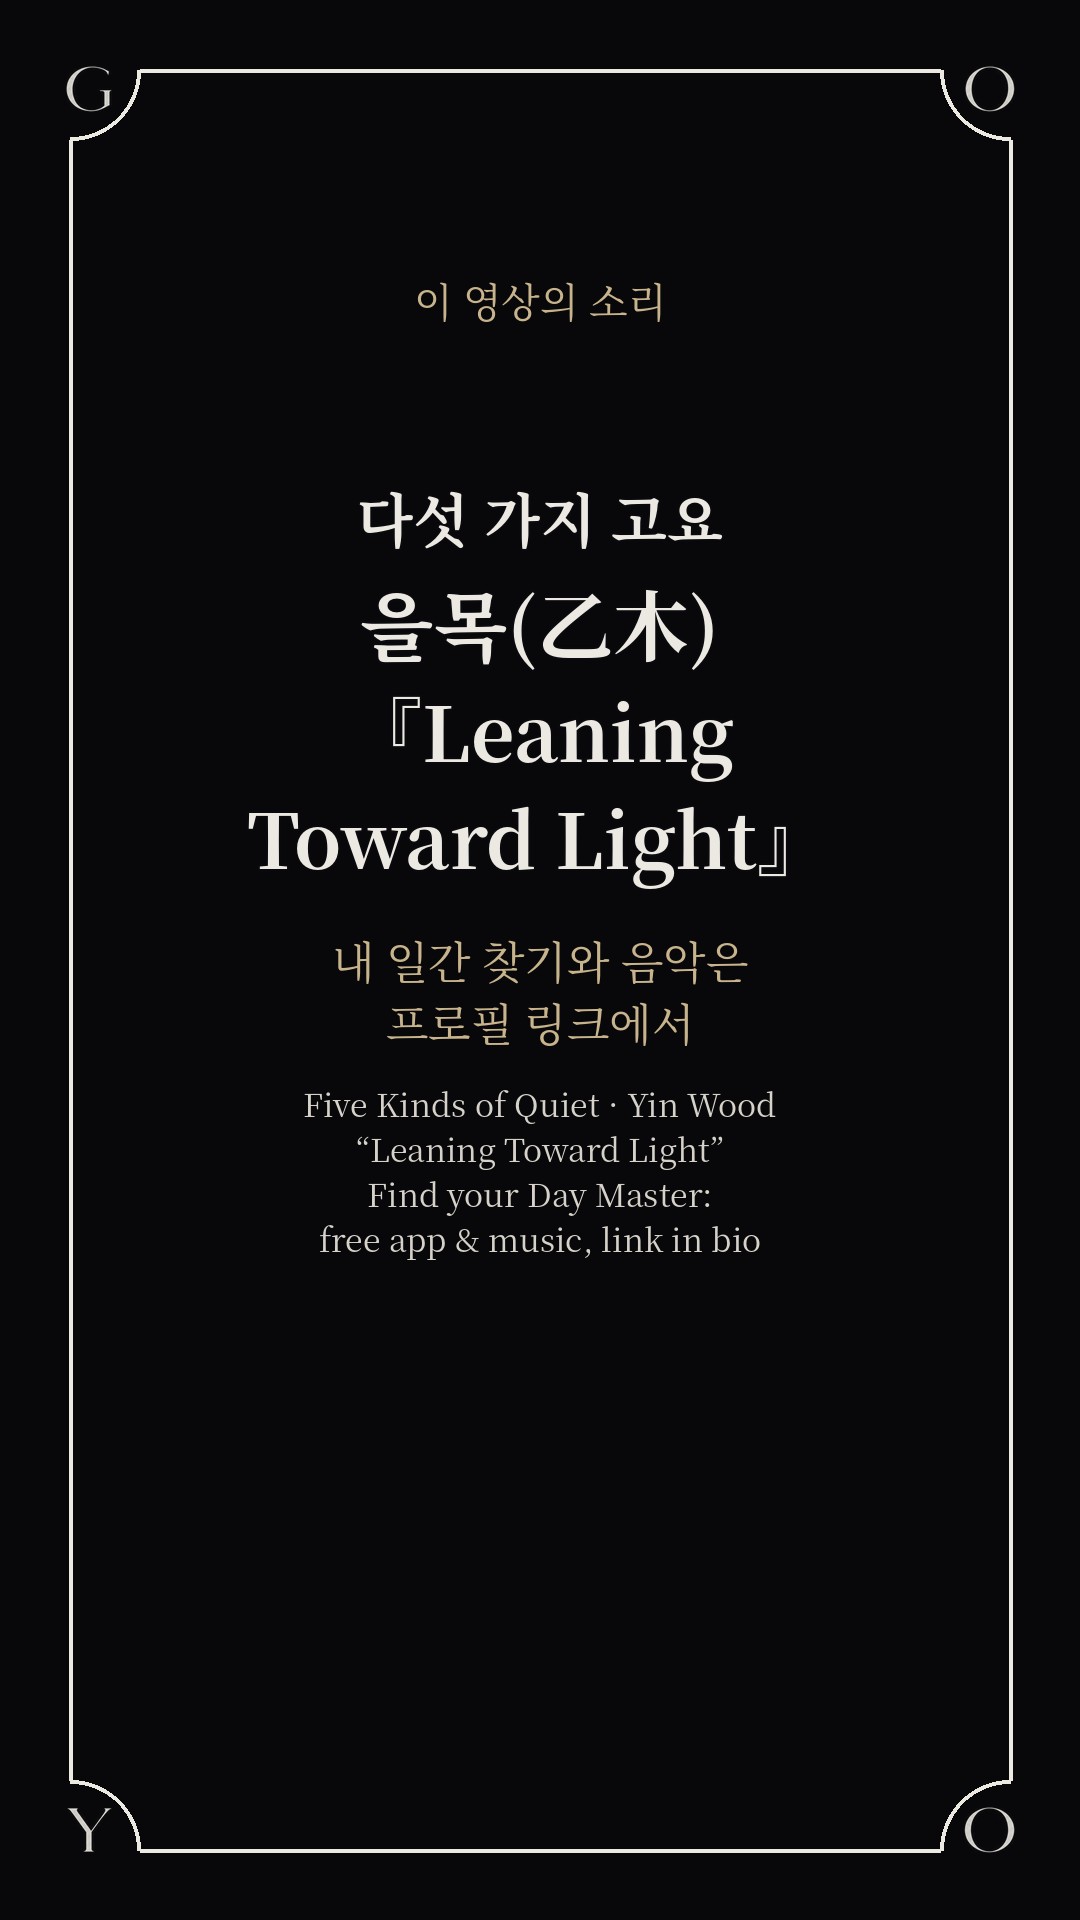 G O
이 영상의 소리
다섯 가지 고요
을목(乙木)
『Leaning
Toward Light』
내 일간 찾기와 음악은
프로필 링크에서
Five Kinds of Quiet · Yin Wood
“Leaning Toward Light”
Find your Day Master:
free app & music, link in bio
Y O